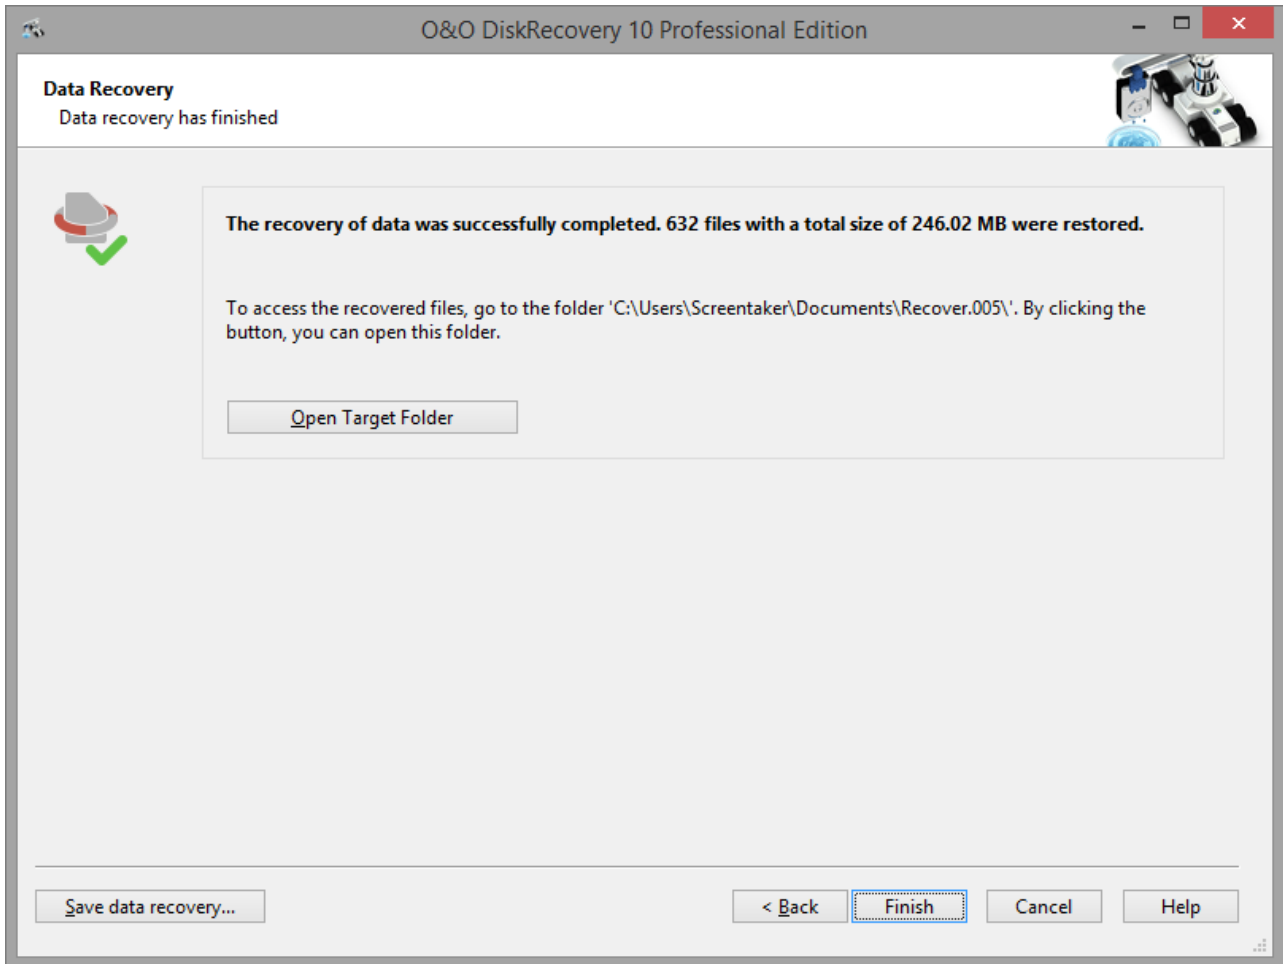 O&O DiskRecovery 10 Professional Edition
Data Recovery
Data recovery has finished
The recovery of data was successfully completed. 632 files with a total size of 246.02 MB were restored.
To access the recovered files, go to the folder 'C:\Users\Screentaker\Documents\Recover.005\'. By clicking the
button, you can open this folder.
Open Target Folder
Save data recovery...
< Back
Finish
Cancel
Help